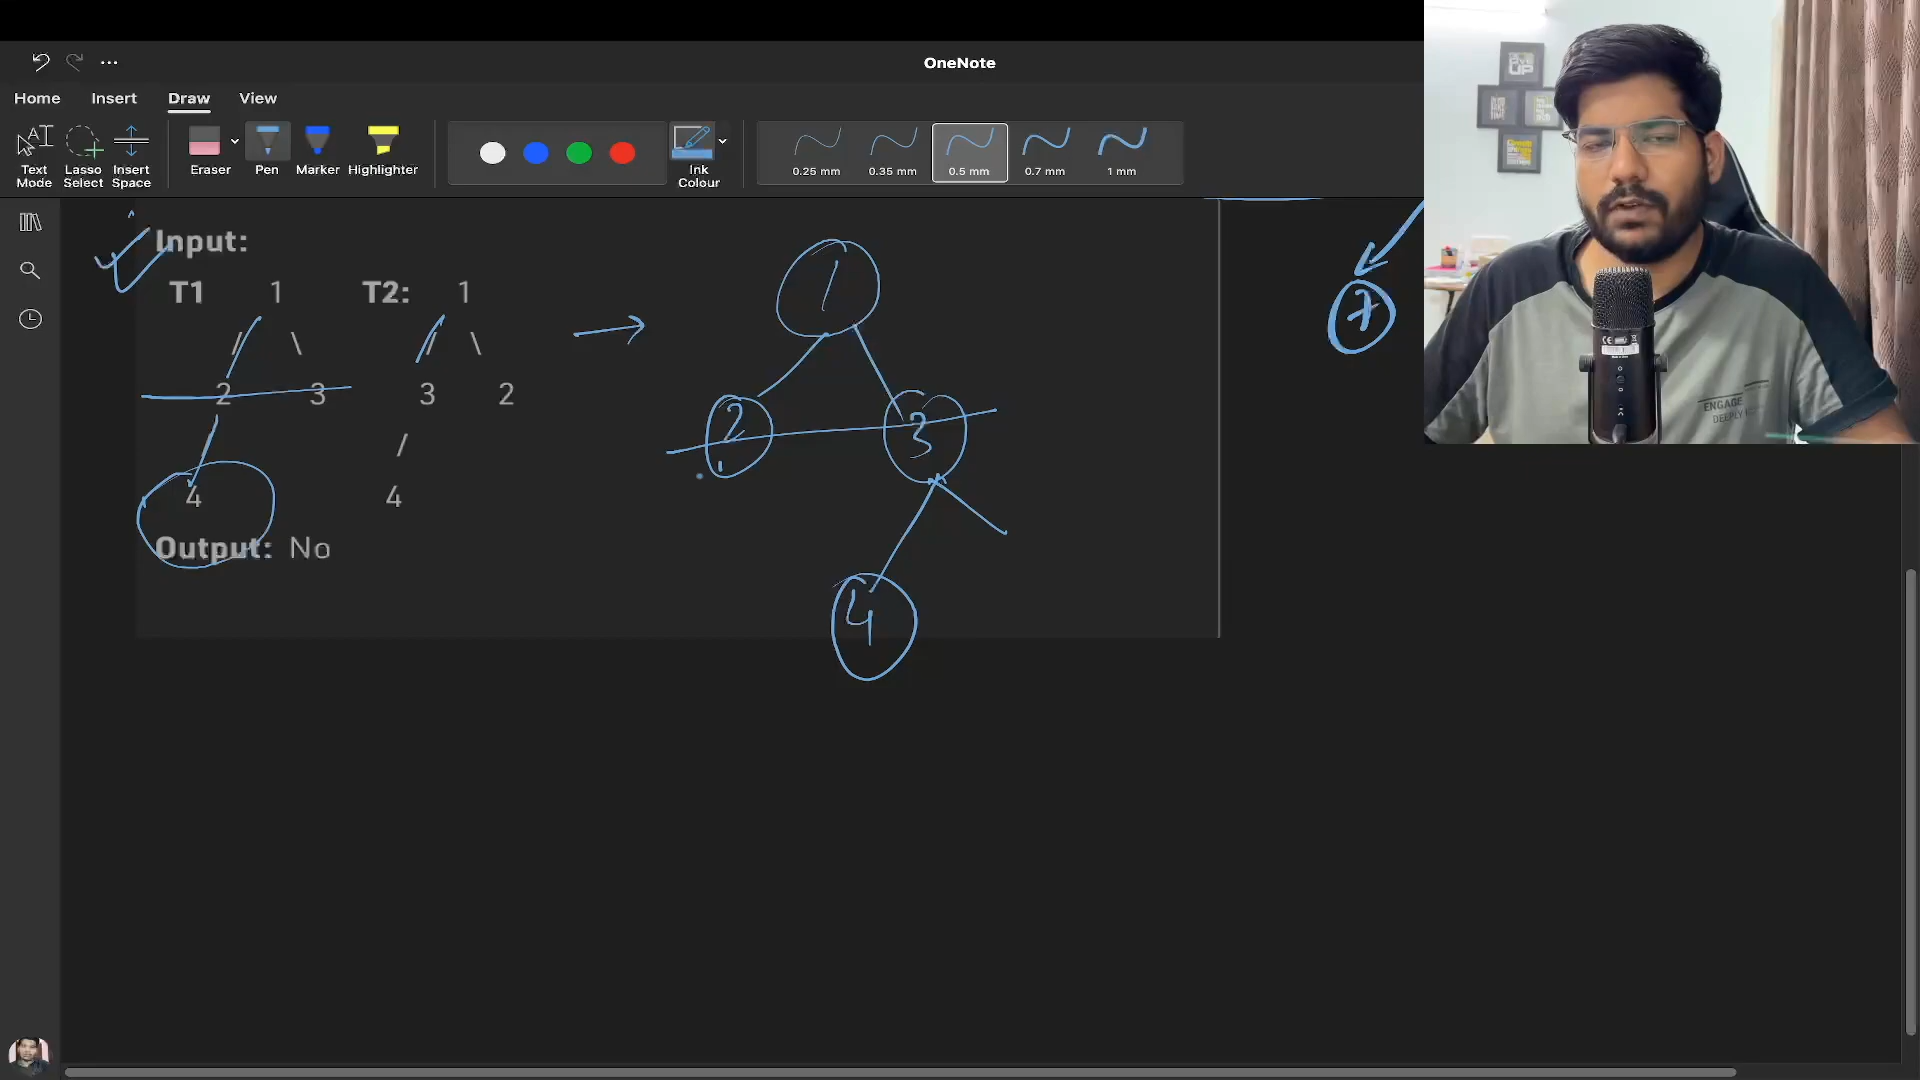 OneNote
Home Insert Draw View
Text Mode
Lasso Select
Insert Space
Eraser
Pen
Marker
Highlighter
Ink Colour
0.25 mm
0.35 mm
0.5 mm
0.7 mm
1 mm
Input:
T1 1 T2: 1
/ \ / \
2 3 3 2
/
4 4
Output: No
1
2 3
4
7
ENGAGE
DEEPLY